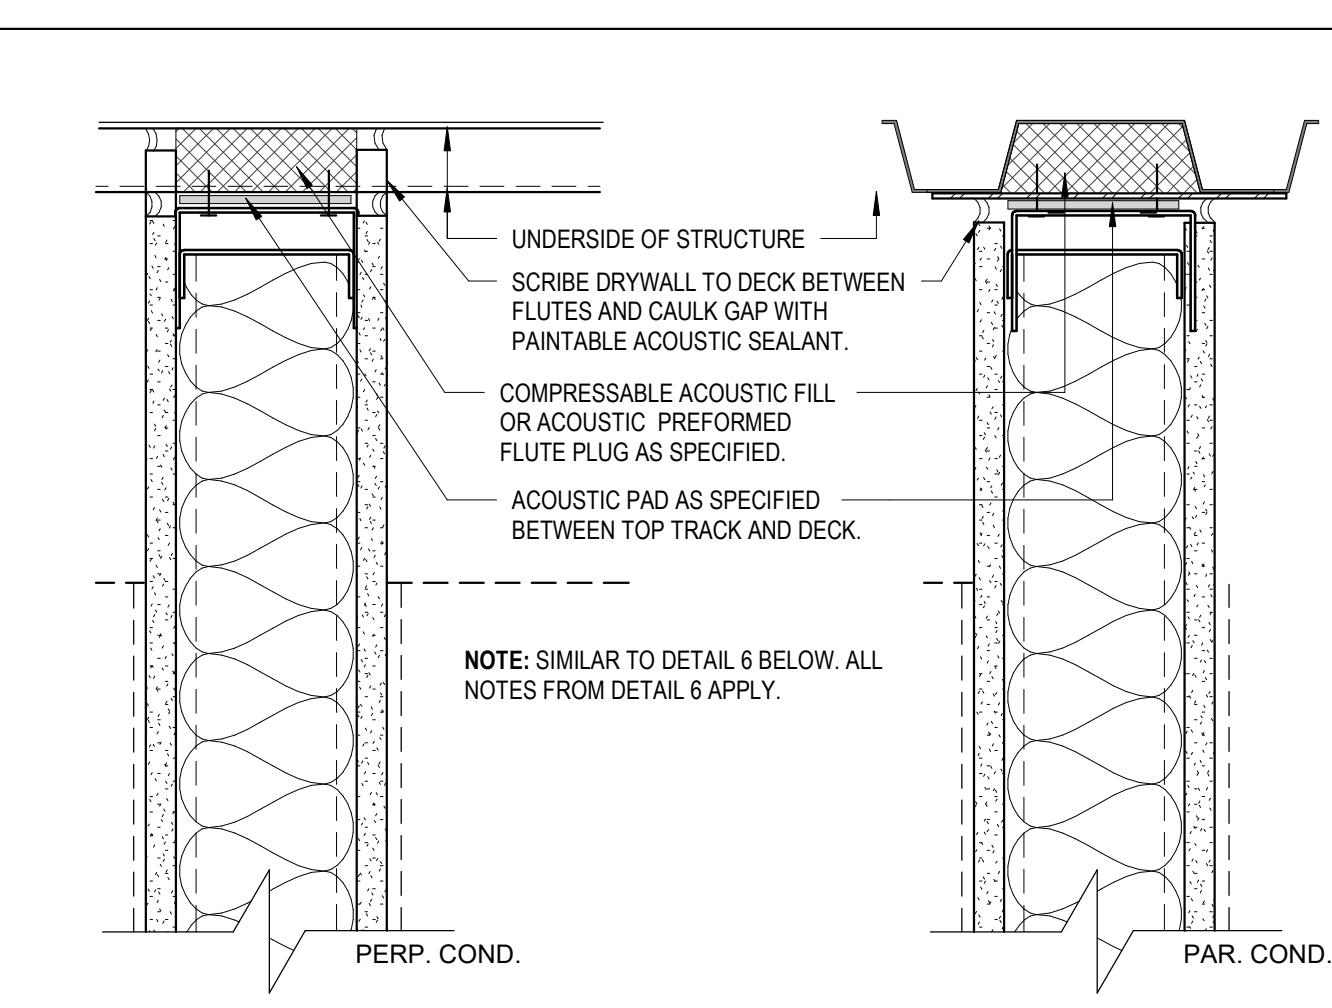 UNDERSIDE OF STRUCTURE
SCRIBE DRYWALL TO DECK BETWEEN
FLUTES AND CAULK GAP WITH
PAINTABLE ACOUSTIC SEALANT.
COMPRESSABLE ACOUSTIC FILL
OR ACOUSTIC PREFORMED
FLUTE PLUG AS SPECIFIED.
ACOUSTIC PAD AS SPECIFIED
BETWEEN TOP TRACK AND DECK.
NOTE: SIMILAR TO DETAIL 6 BELOW. ALL
NOTES FROM DETAIL 6 APPLY.
PERP. COND.
PAR. COND.